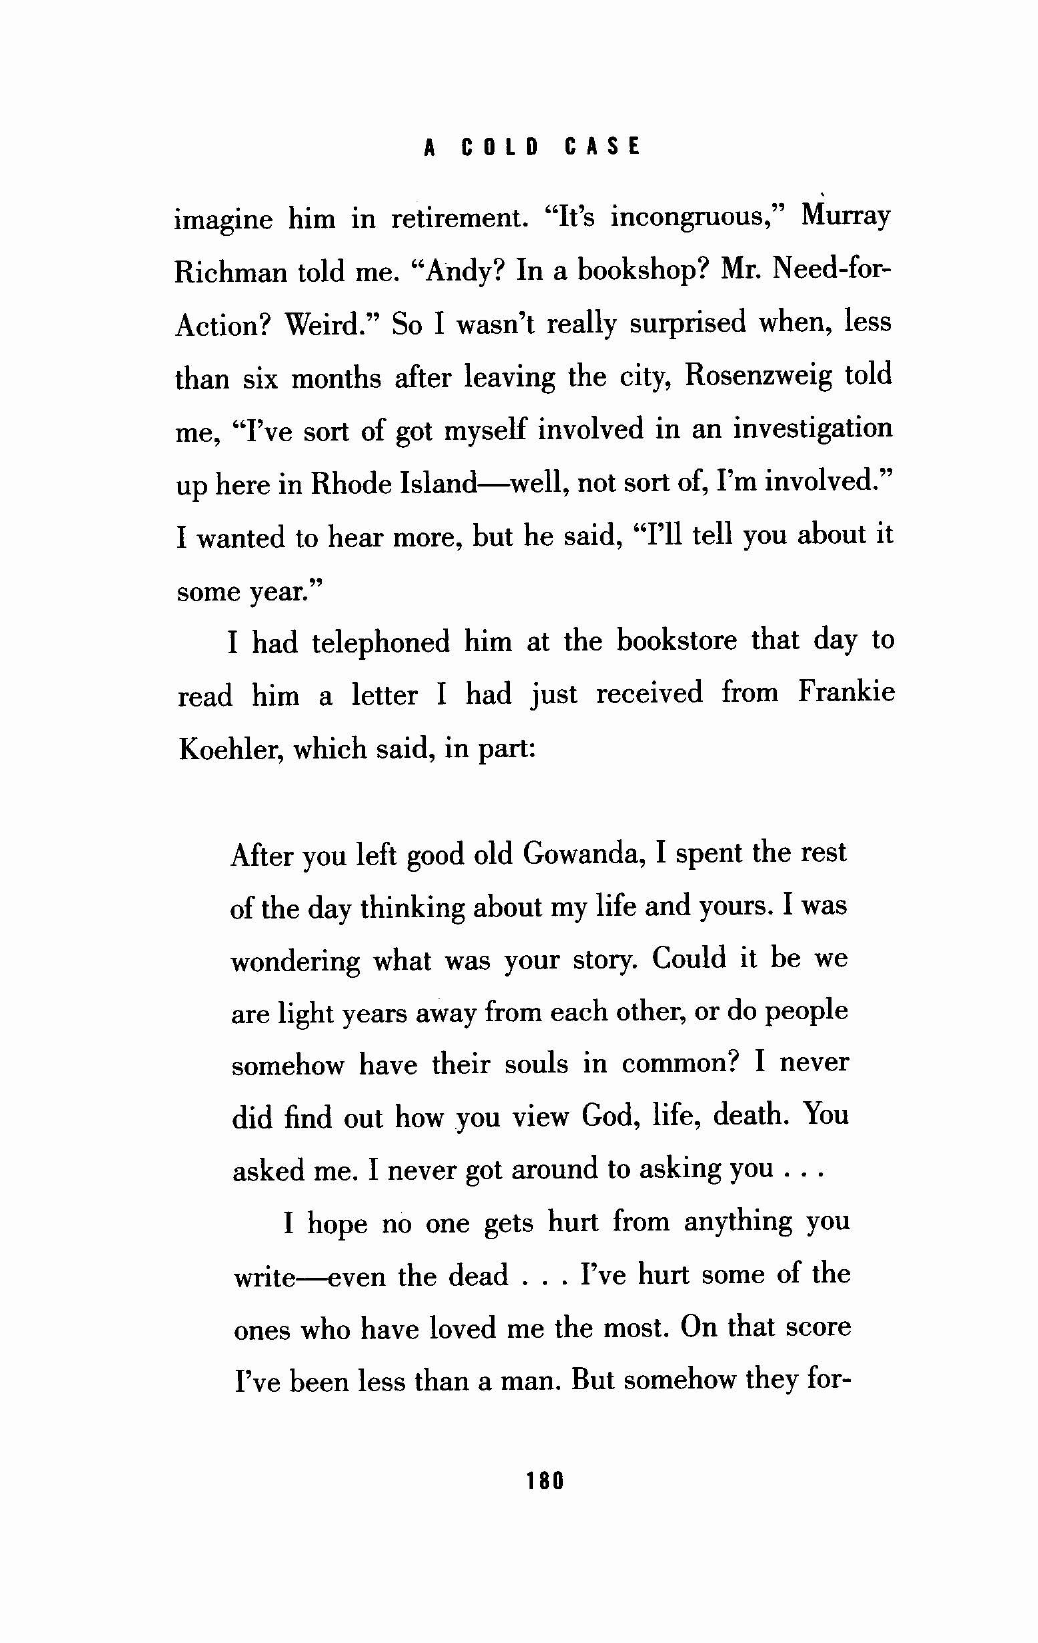 A COLD CASE
imagine him in retirement. “It’s incongruous,” Murray
Richman told me. “Andy? In a bookshop? Mr. Need-for-
Action? Weird.” So I wasn’t really surprised when, less
than six months after leaving the city, Rosenzweig told
me, “I’ve sort of got myself involved in an investigation
up here in Rhode Island—well, not sort of, I’m involved.”
I wanted to hear more, but he said, “I’ll tell you about it
some year.”
I had telephoned him at the bookstore that day to
read him a letter I had just received from Frankie
Koehler, which said, in part:
After you left good old Gowanda, I spent the rest
of the day thinking about my life and yours. I was
wondering what was your story. Could it be we
are light years away from each other, or do people
somehow have their souls in common? I never
did find out how you view God, life, death. You
asked me. I never got around to asking you . . .
I hope no one gets hurt from anything you
write—even the dead . . . I’ve hurt some of the
ones who have loved me the most. On that score
I’ve been less than a man. But somehow they for-
180